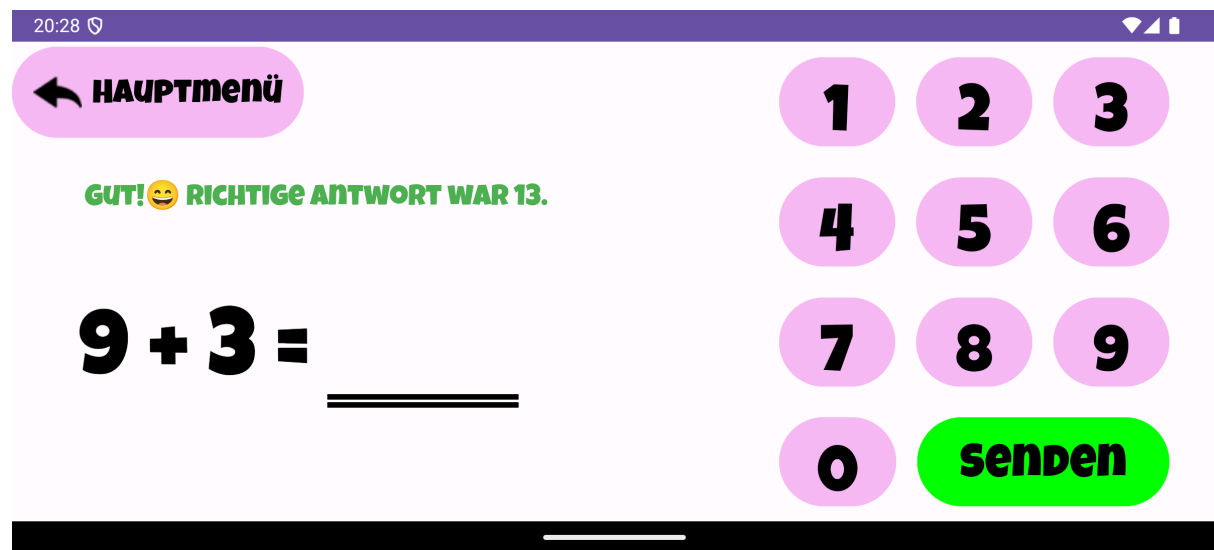 20:28
Hauptmenü
1 2 3
Gut!😄 Richtige Antwort war 13.
4 5 6
9 + 3 =
7 8 9
0 Senden